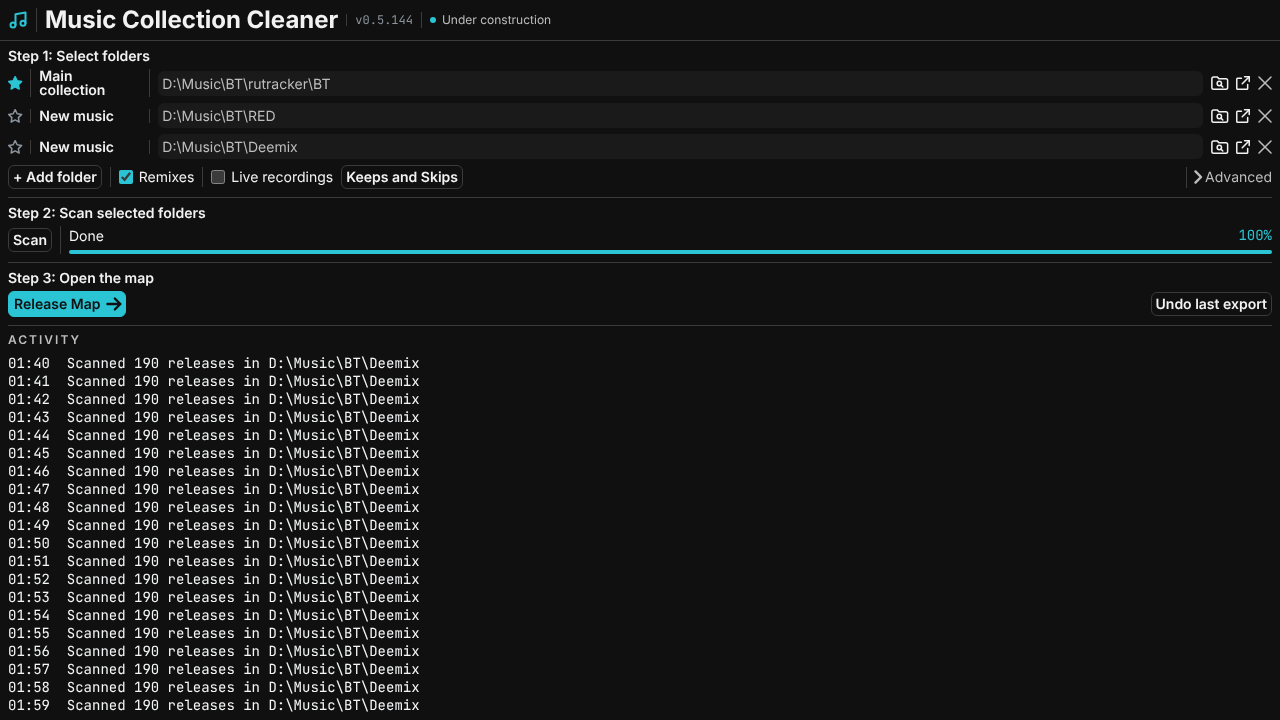 Music Collection Cleaner v0.5.144 Under construction
Step 1: Select folders
Main collection D:\Music\BT\rutracker\BT
New music D:\Music\BT\RED
New music D:\Music\BT\Deemix
+ Add folder Remixes Live recordings Keeps and Skips Advanced
Step 2: Scan selected folders
Scan Done 100%
Step 3: Open the map
Release Map Undo last export
ACTIVITY
01:40 Scanned 190 releases in D:\Music\BT\Deemix
01:41 Scanned 190 releases in D:\Music\BT\Deemix
01:42 Scanned 190 releases in D:\Music\BT\Deemix
01:43 Scanned 190 releases in D:\Music\BT\Deemix
01:44 Scanned 190 releases in D:\Music\BT\Deemix
01:45 Scanned 190 releases in D:\Music\BT\Deemix
01:46 Scanned 190 releases in D:\Music\BT\Deemix
01:47 Scanned 190 releases in D:\Music\BT\Deemix
01:48 Scanned 190 releases in D:\Music\BT\Deemix
01:49 Scanned 190 releases in D:\Music\BT\Deemix
01:50 Scanned 190 releases in D:\Music\BT\Deemix
01:51 Scanned 190 releases in D:\Music\BT\Deemix
01:52 Scanned 190 releases in D:\Music\BT\Deemix
01:53 Scanned 190 releases in D:\Music\BT\Deemix
01:54 Scanned 190 releases in D:\Music\BT\Deemix
01:55 Scanned 190 releases in D:\Music\BT\Deemix
01:56 Scanned 190 releases in D:\Music\BT\Deemix
01:57 Scanned 190 releases in D:\Music\BT\Deemix
01:58 Scanned 190 releases in D:\Music\BT\Deemix
01:59 Scanned 190 releases in D:\Music\BT\Deemix